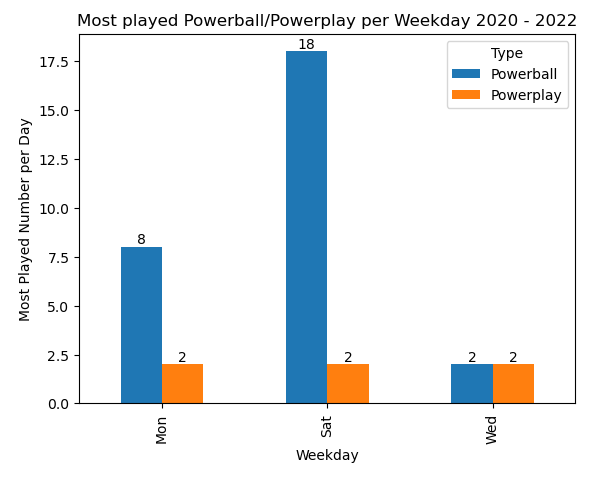 Most played Powerball/Powerplay per Weekday 2020 - 2022
Type
Powerball
Powerplay
Most Played Number per Day
17.5
15.0
12.5
10.0
7.5
5.0
2.5
0.0
8
2
18
2
2
2
Mon
Sat
Wed
Weekday